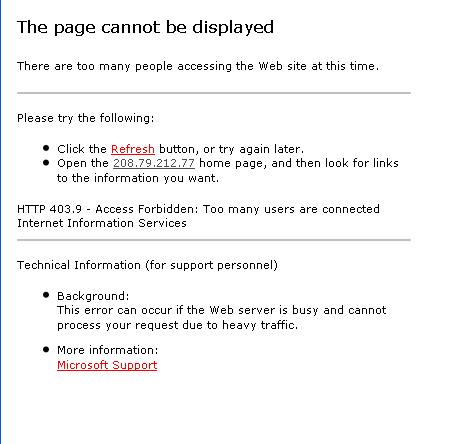 The page cannot be displayed
There are too many people accessing the Web site at this time.
Please try the following:
Click the Refresh button, or try again later.
Open the 208.79.212.77 home page, and then look for links
to the information you want.
HTTP 403.9 - Access Forbidden: Too many users are connected
Internet Information Services
Technical Information (for support personnel)
Background:
This error can occur if the Web server is busy and cannot
process your request due to heavy traffic.
More information:
Microsoft Support